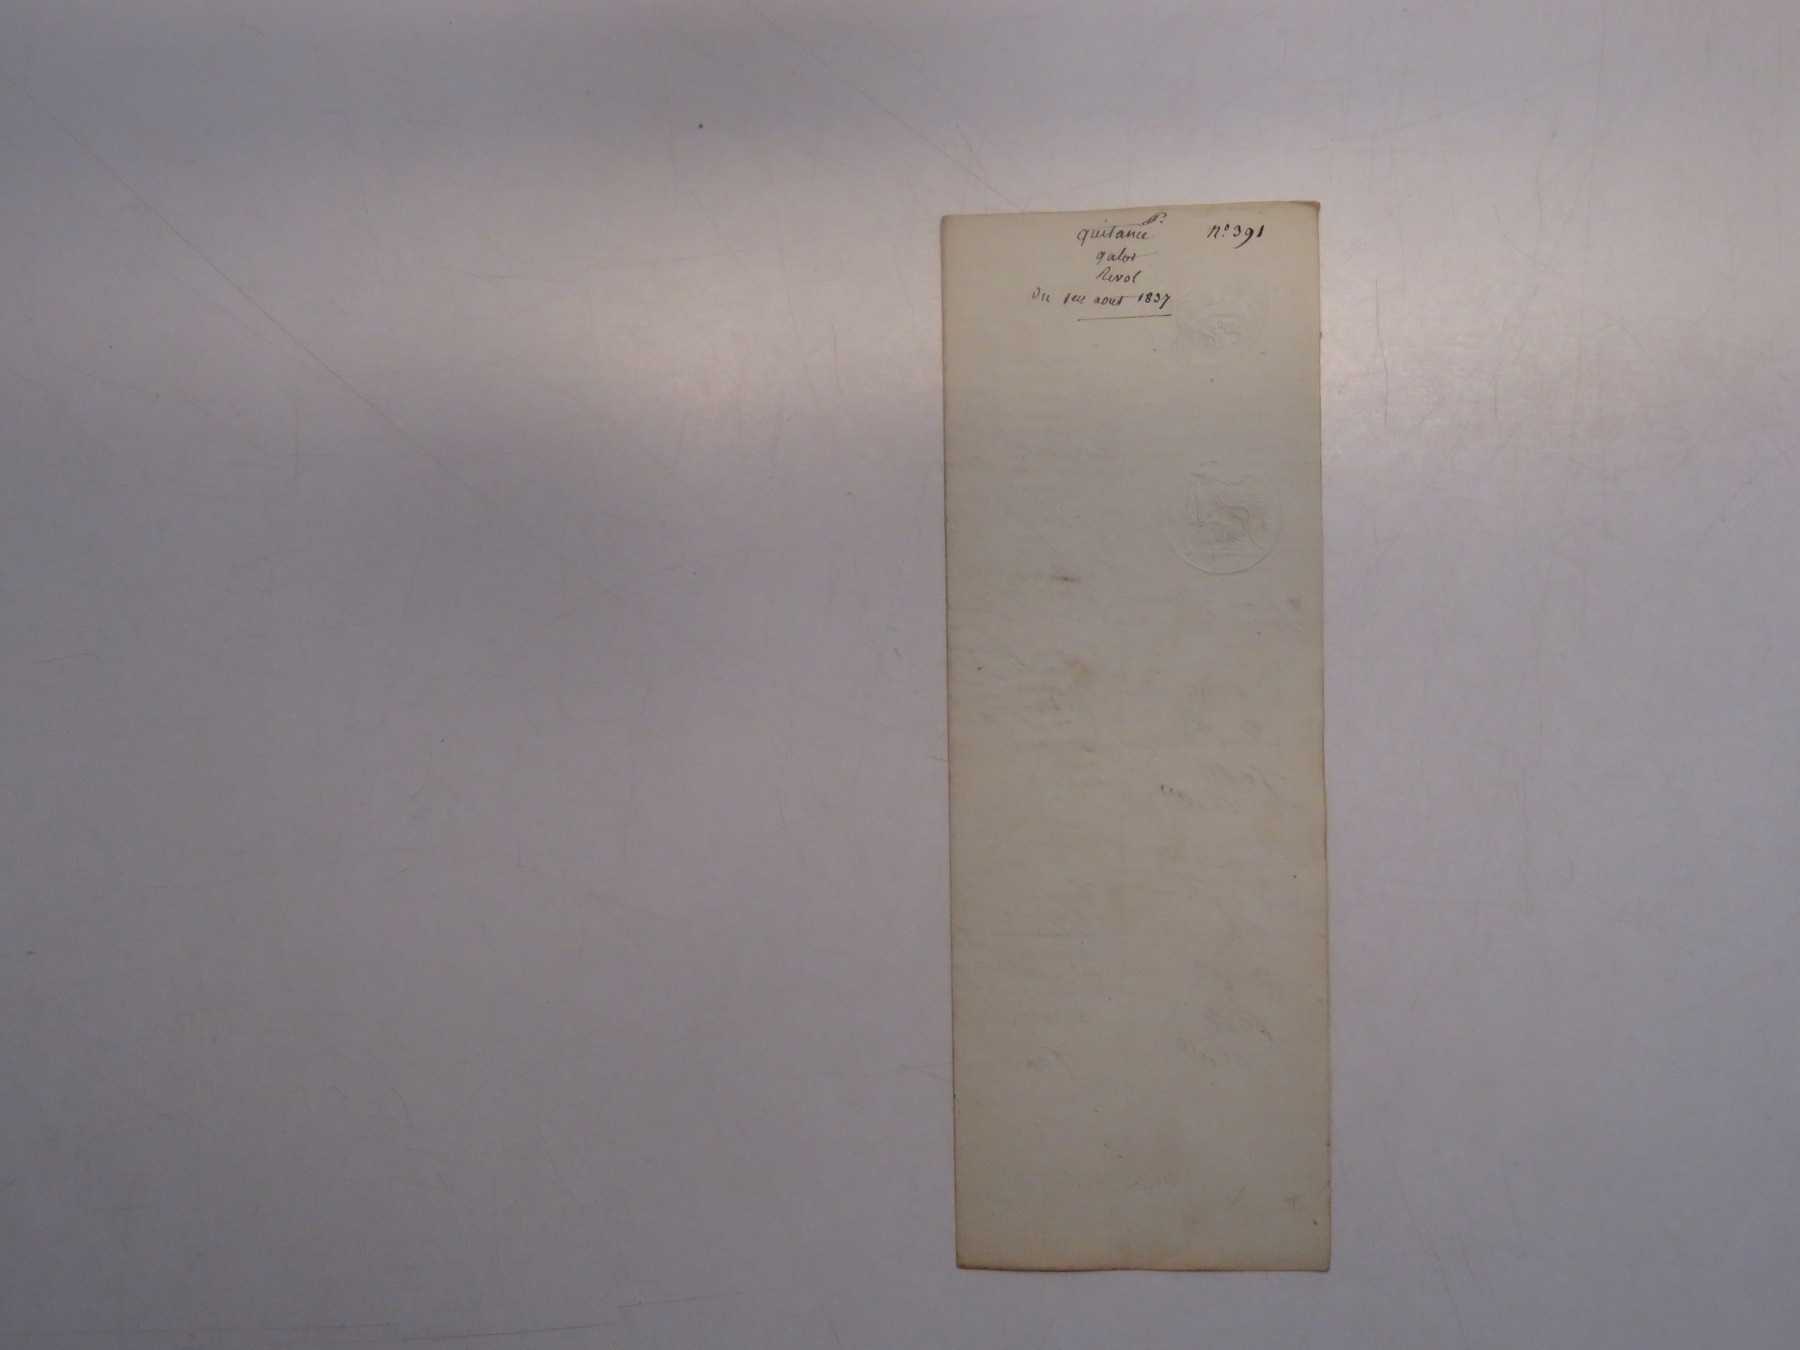 P.
quitance n.º 391
galot
Revol
du 1er aout 1837